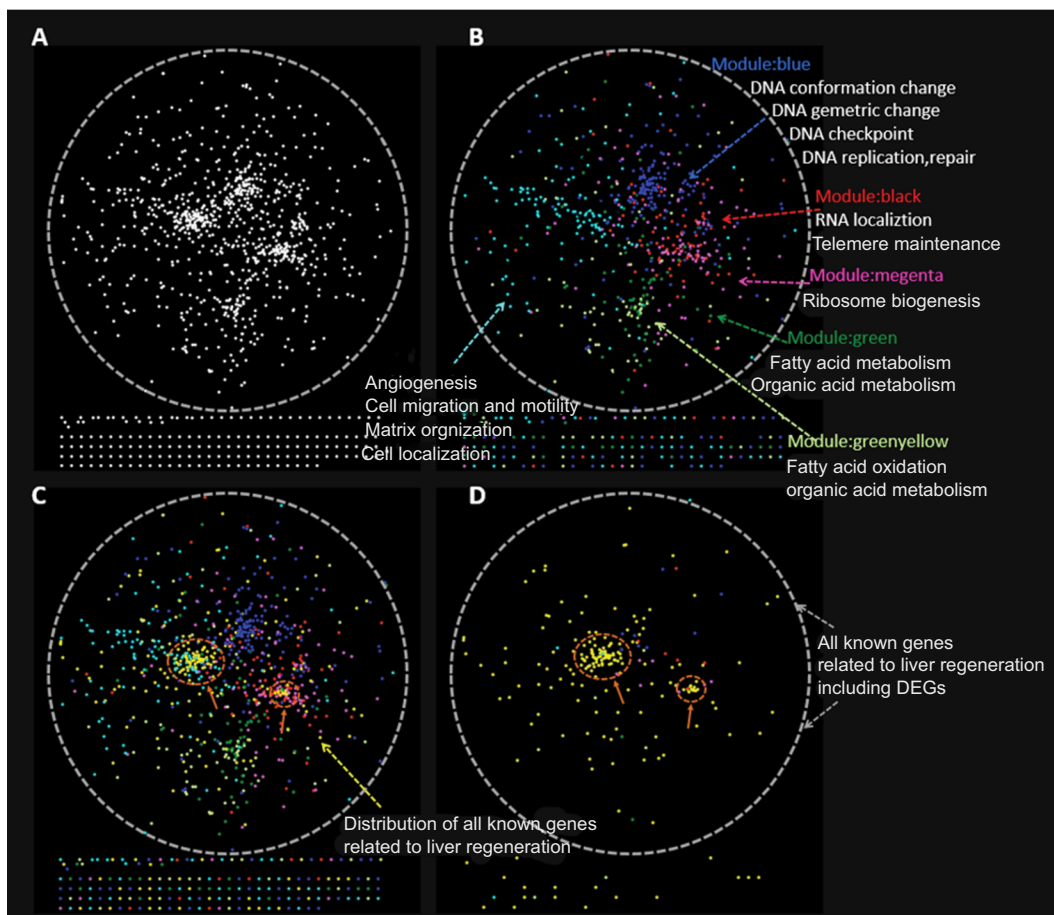 A
B
Module:blue
DNA conformation change
DNA gemetric change
DNA checkpoint
DNA replication,repair
Module:black
RNA localiztion
Telemere maintenance
Module:megenta
Ribosome biogenesis
Module:green
Fatty acid metabolism
Organic acid metabolism
Angiogenesis
Cell migration and motility
Matrix orgnization
Cell localization
Module:greenyellow
Fatty acid oxidation
organic acid metabolism
C
D
All known genes
related to liver regeneration
including DEGs
Distribution of all known genes
related to liver regeneration